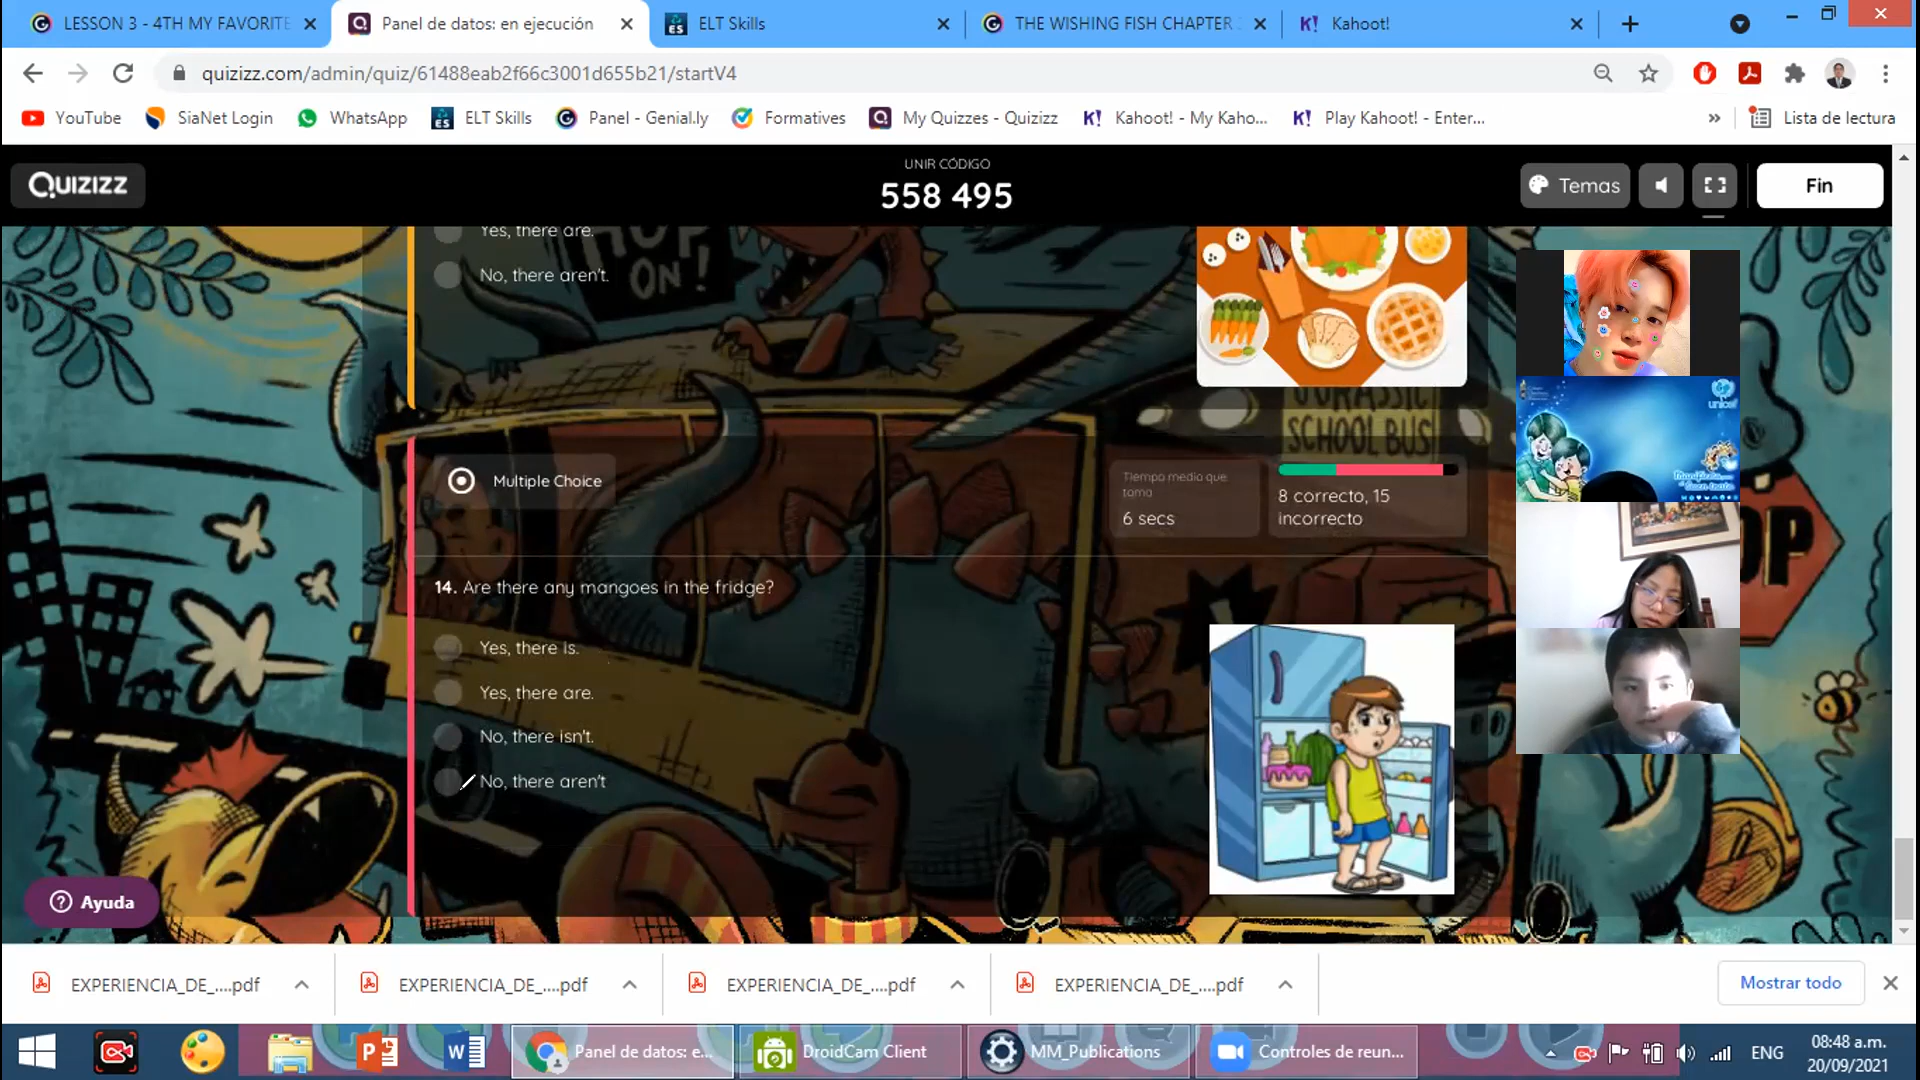 LESSON 3 - 4TH MY FAVORITE
Panel de datos: en ejecución
ELT Skills
THE WISHING FISH CHAPTER
Kahoot!
quizizz.com/admin/quiz/61488eab2f66c3001d655b21/startV4
YouTube
SiaNet Login
WhatsApp
ELT Skills
Panel - Genial.ly
Formatives
My Quizzes - Quizizz
Kahoot! - My Kaho...
Play Kahoot! - Enter...
Lista de lectura
QUIZIZZ
UNIR CÓDIGO
558 495
Temas
Fin
Yes, there are.
No, there aren't.
HOP
ON!
JURASSIC
SCHOOL BUS
unicef
Multiple Choice
Tiempo medio que
toma
6 secs
8 correcto, 15
incorrecto
14. Are there any mangoes in the fridge?
Yes, there is.
Yes, there are.
No, there isn't.
No, there aren't
Ayuda
EXPERIENCIA_DE_....pdf
EXPERIENCIA_DE_....pdf
EXPERIENCIA_DE_....pdf
EXPERIENCIA_DE_....pdf
Mostrar todo
Panel de datos: e...
DroidCam Client
MM_Publications
Controles de reun...
ENG
08:48 a.m.
20/09/2021